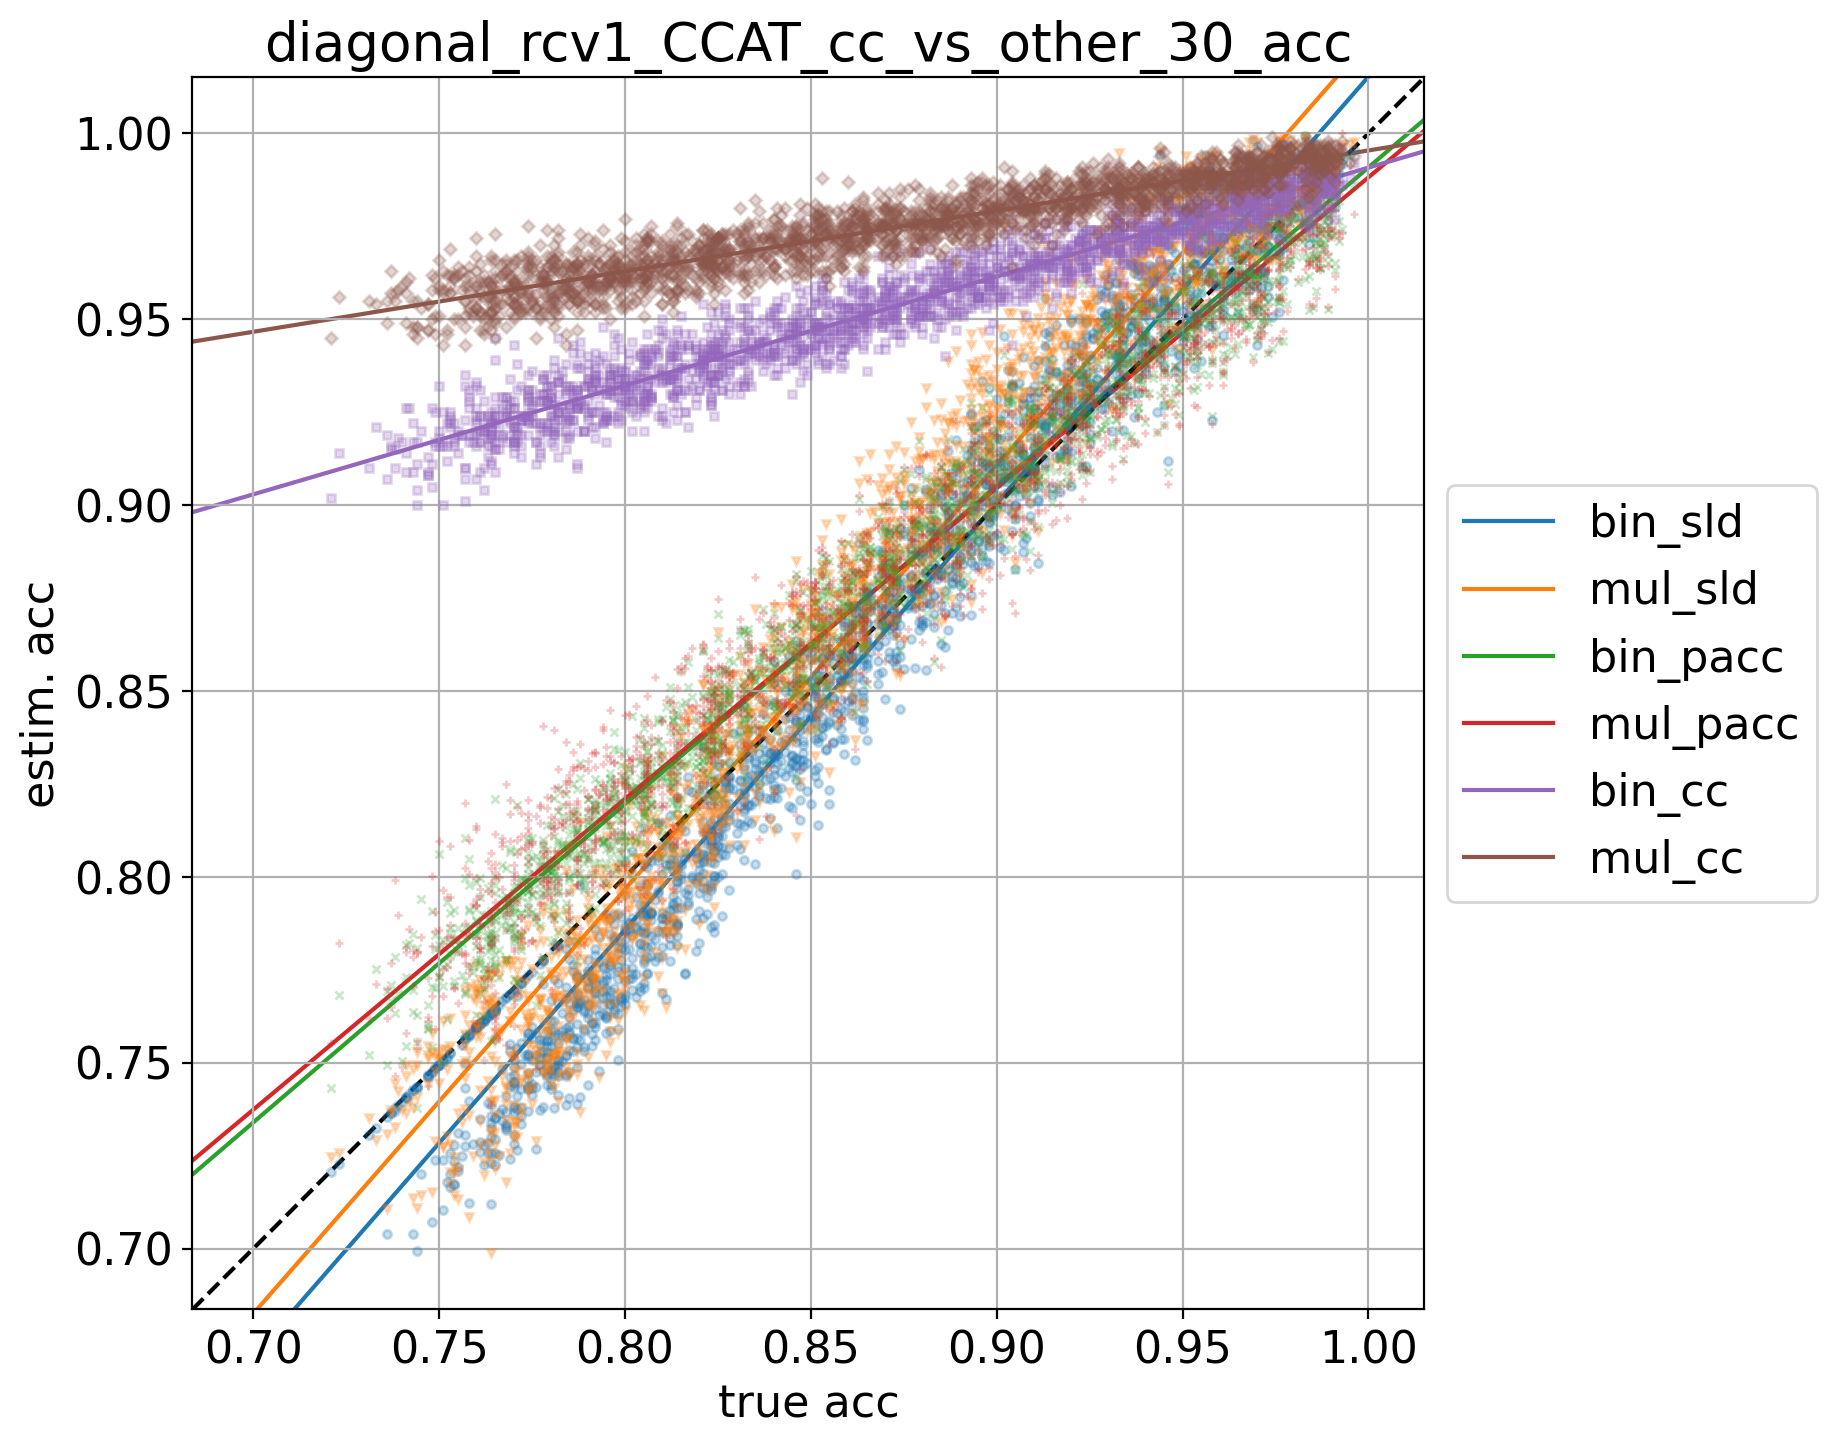 diagonal_rcv1_CCAT_cc_vs_other_30_acc
1.00
0.95
0.90
0.85
0.80
0.75
0.70
estim. acc
0.70 0.75 0.80 0.85 0.90 0.95 1.00
true acc
bin_sld
mul_sld
bin_pacc
mul_pacc
bin_cc
mul_cc